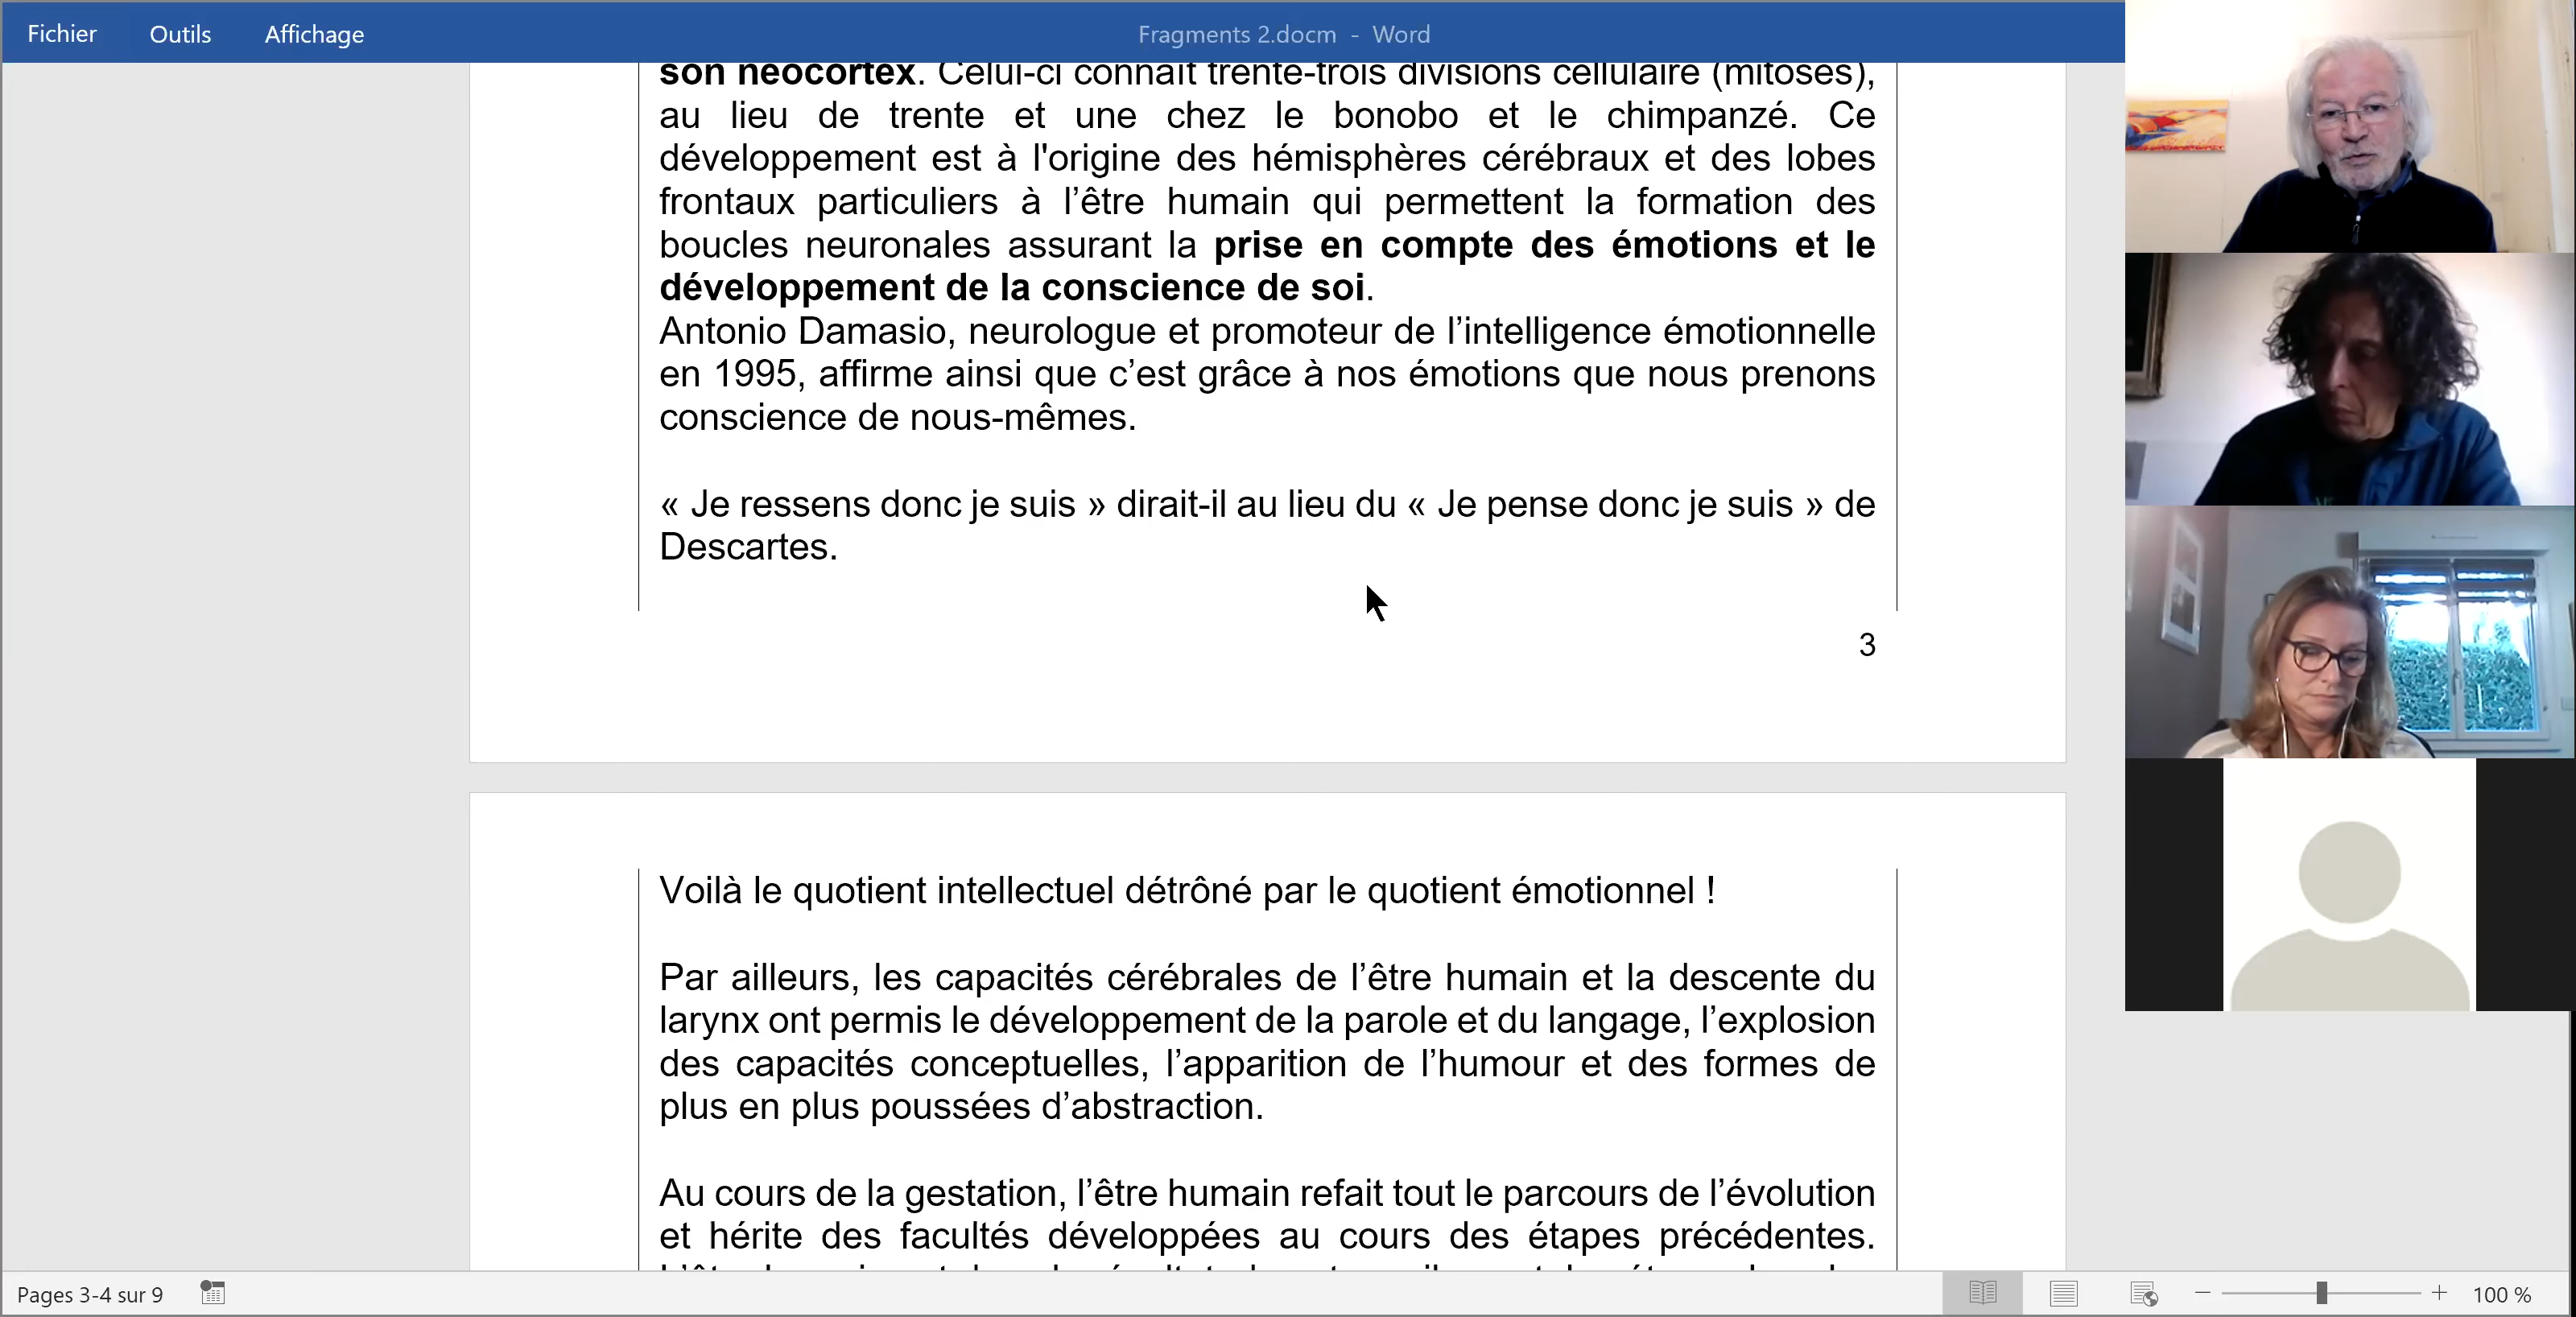 Fichier Outils Affichage Fragments 2.docm - Word
son néocortex. Celui-ci connaît trente-trois divisions cellulaire (mitoses),
au lieu de trente et une chez le bonobo et le chimpanzé. Ce
développement est à l'origine des hémisphères cérébraux et des lobes
frontaux particuliers à l’être humain qui permettent la formation des
boucles neuronales assurant la prise en compte des émotions et le
développement de la conscience de soi.
Antonio Damasio, neurologue et promoteur de l’intelligence émotionnelle
en 1995, affirme ainsi que c’est grâce à nos émotions que nous prenons
conscience de nous-mêmes.
« Je ressens donc je suis » dirait-il au lieu du « Je pense donc je suis » de
Descartes.
3
Voilà le quotient intellectuel détrôné par le quotient émotionnel !
Par ailleurs, les capacités cérébrales de l’être humain et la descente du
larynx ont permis le développement de la parole et du langage, l’explosion
des capacités conceptuelles, l’apparition de l’humour et des formes de
plus en plus poussées d’abstraction.
Au cours de la gestation, l’être humain refait tout le parcours de l’évolution
et hérite des facultés développées au cours des étapes précédentes.
Pages 3-4 sur 9 100 %